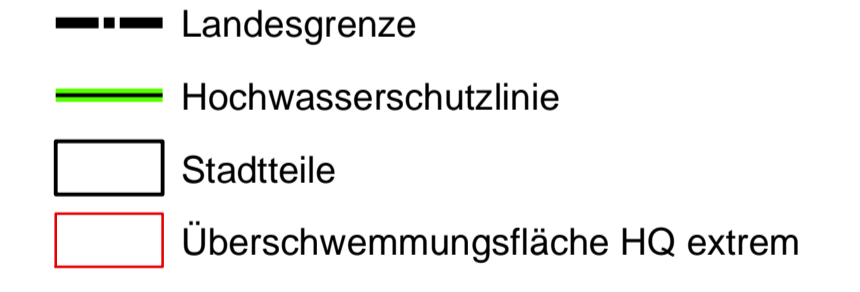 Landesgrenze
Hochwasserschutzlinie
Stadtteile
Überschwemmungsfläche HQ extrem